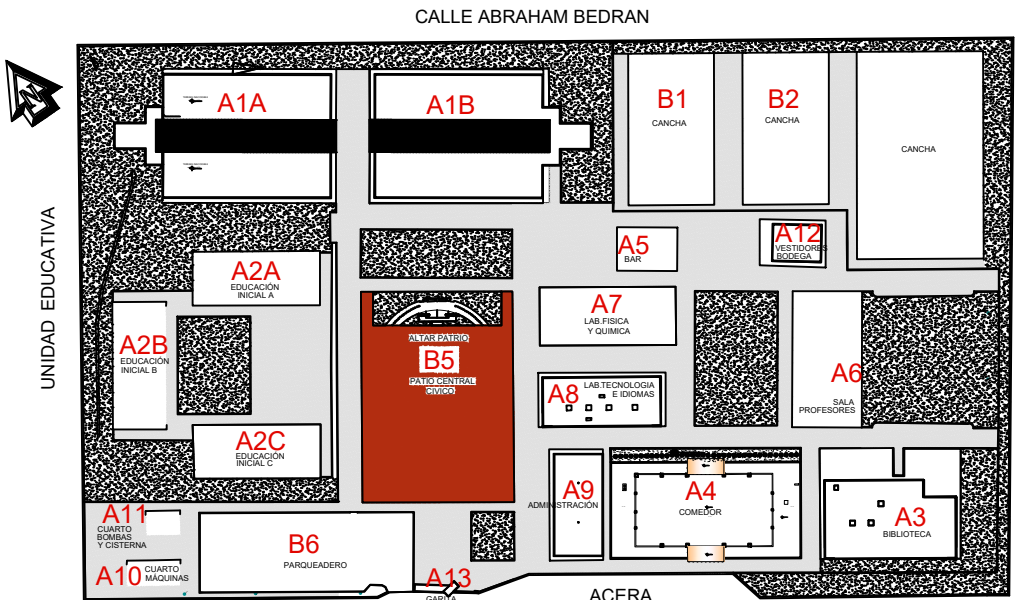 CALLE ABRAHAM BEDRAN
N
UNIDAD EDUCATIVA
A1A
A1B
B1
CANCHA
B2
CANCHA
CANCHA
A5
BAR
A12
VESTIDORES
BODEGA
A2A
EDUCACIÓN
INICIAL A
A2B
EDUCACIÓN
INICIAL B
A2C
EDUCACIÓN
INICIAL C
ALTAR PATRIO
B5
PATIO CENTRAL
CÍVICO
A7
LAB.FISICA
Y QUIMICA
A8
LAB.TECNOLOGIA
E IDIOMAS
A6
SALA
PROFESORES
A9
ADMINISTRACIÓN
A4
COMEDOR
A3
BIBLIOTECA
A11
CUARTO
BOMBAS
Y CISTERNA
A10
CUARTO
MÁQUINAS
B6
PARQUEADERO
A13
GARITA
ACERA